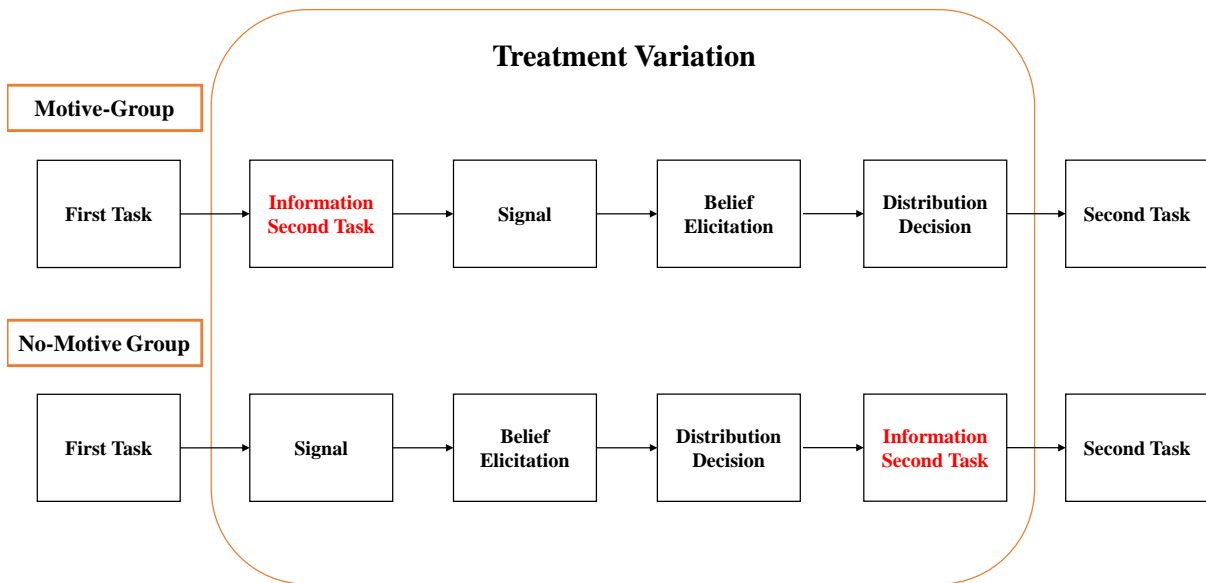 Treatment Variation
Motive-Group
First Task
Information
Second Task
Signal
Belief
Elicitation
Distribution
Decision
Second Task
No-Motive Group
First Task
Signal
Belief
Elicitation
Distribution
Decision
Information
Second Task
Second Task